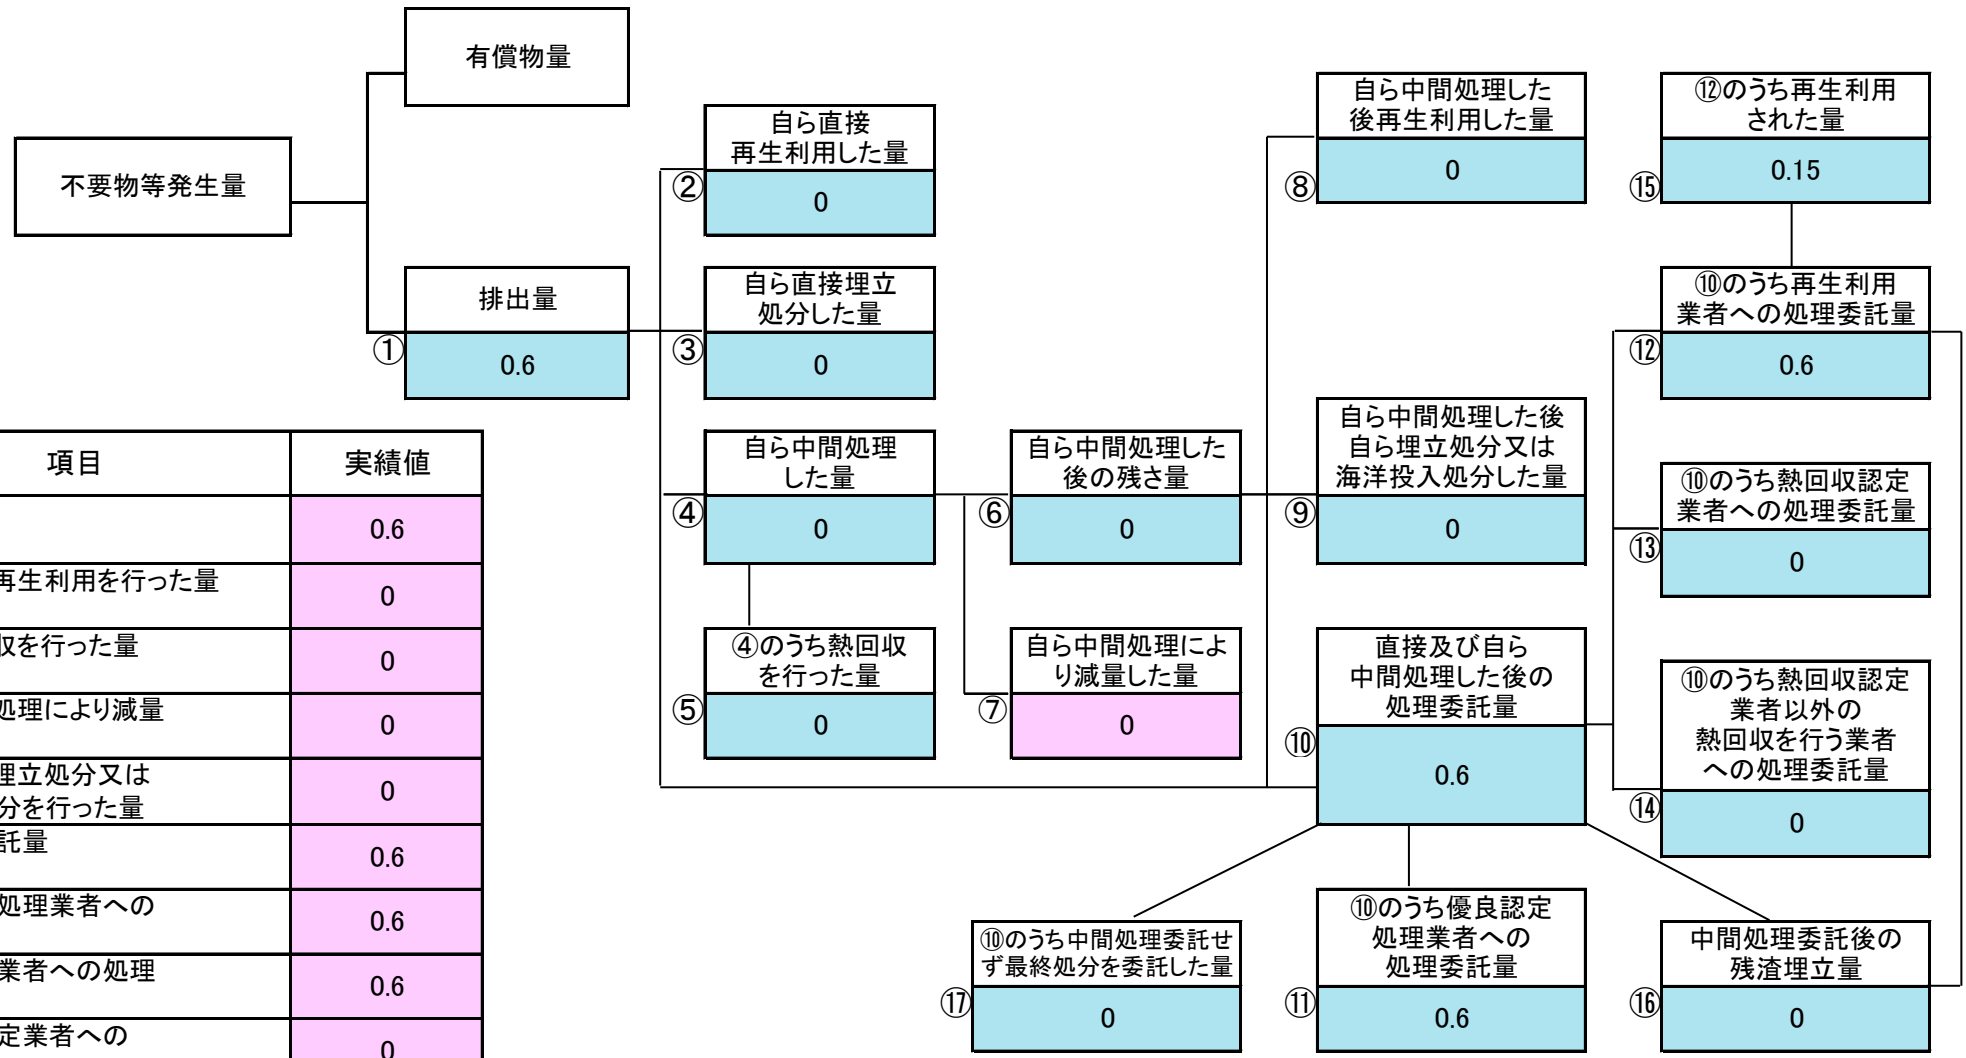 有償物量
不要物等発生量
自ら直接
再生利用した量
②
0
自ら中間処理した
後再生利用した量
⑧
0
⑫のうち再生利用
された量
⑮
0.15
排出量
①
0.6
自ら直接埋立
処分した量
③
0
⑩のうち再生利用
業者への処理委託量
⑫
0.6
自ら中間処理
した量
④
0
自ら中間処理した
後の残さ量
⑥
0
自ら中間処理した後
自ら埋立処分又は
海洋投入処分した量
⑨
0
⑩のうち熱回収認定
業者への処理委託量
⑬
0
④のうち熱回収
を行った量
⑤
0
自ら中間処理によ
り減量した量
⑦
0
直接及び自ら
中間処理した後の
処理委託量
⑩
0.6
⑩のうち熱回収認定
業者以外の
熱回収を行う業者
への処理委託量
⑭
0
⑩のうち中間処理委託せ
ず最終処分を委託した量
⑰
0
⑩のうち優良認定
処理業者への
処理委託量
⑪
0.6
中間処理委託後の
残渣埋立量
⑯
0
項目 実績値
0.6
再生利用を行った量
0
収を行った量
0
処理により減量
0
埋立処分又は
分を行った量
0
託量
0.6
処理業者への
0.6
業者への処理
0.6
定業者への
0